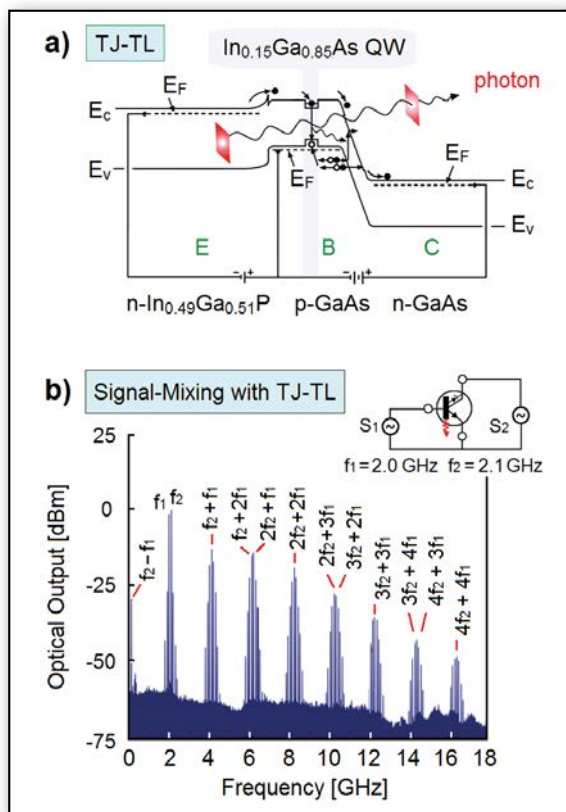 a) TJ-TL
In0.15Ga0.85As QW
photon
EF
Ec
Ev
EF
EF
Ec
Ev
E B C
- + - +
n-In0.49Ga0.51P p-GaAs n-GaAs
b) Signal-Mixing with TJ-TL
S1 S2
f1 = 2.0 GHz f2 = 2.1 GHz
Optical Output [dBm]
25
0
-25
-50
-75
f2 – f1
f1 f2
f2 + f1
f2 + 2f1
2f2 + f1
2f2 + 2f1
2f2 + 3f1
3f2 + 2f1
3f2 + 3f1
3f2 + 4f1
4f2 + 3f1
4f2 + 4f1
0 2 4 6 8 10 12 14 16 18
Frequency [GHz]